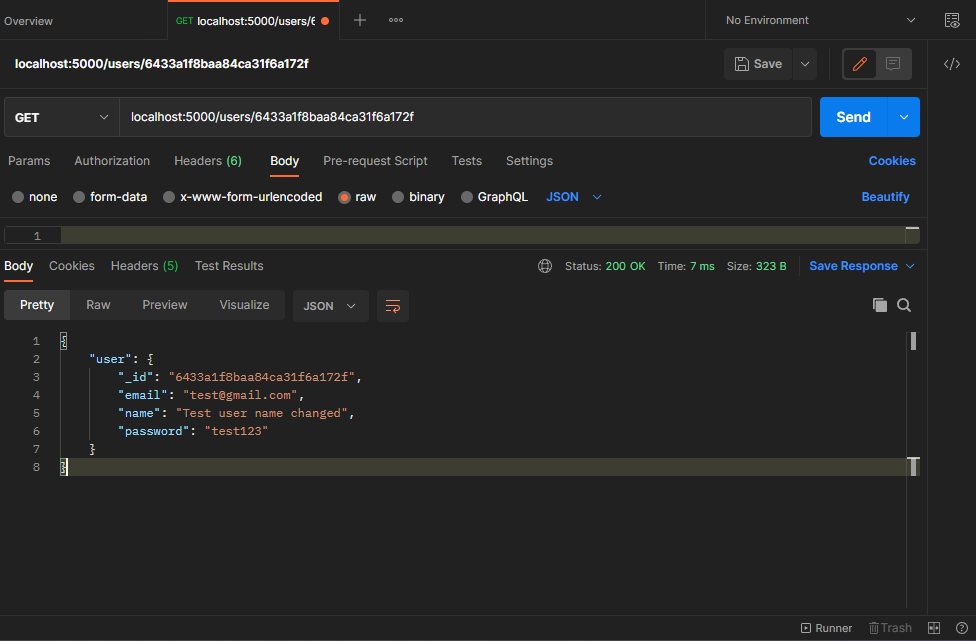 Overview GET localhost:5000/users/6 No Environment
localhost:5000/users/6433a1f8baa84ca31f6a172f Save
GET localhost:5000/users/6433a1f8baa84ca31f6a172f Send
Params Authorization Headers (6) Body Pre-request Script Tests Settings Cookies
none form-data x-www-form-urlencoded raw binary GraphQL JSON Beautify
1
Body Cookies Headers (5) Test Results Status: 200 OK Time: 7 ms Size: 323 B Save Response
Pretty Raw Preview Visualize JSON
1 {
2 "user": {
3 "_id": "6433a1f8baa84ca31f6a172f",
4 "email": "test@gmail.com",
5 "name": "Test user name changed",
6 "password": "test123"
7 }
8 }
Runner Trash